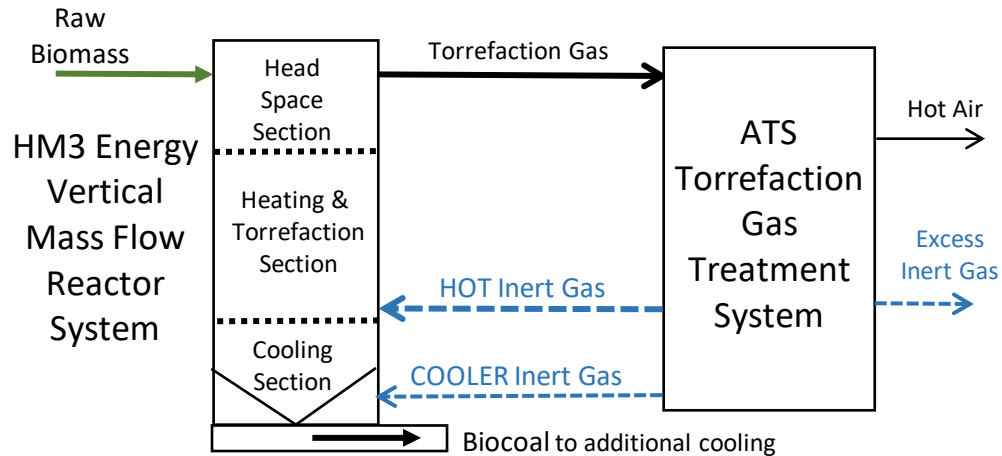 Raw
Biomass
HM3 Energy
Vertical
Mass Flow
Reactor
System
Head
Space
Section
Heating &
Torrefaction
Section
Cooling
Section
Torrefaction Gas
HOT Inert Gas
COOLER Inert Gas
Biocoal to additional cooling
ATS
Torrefaction
Gas
Treatment
System
Hot Air
Excess
Inert Gas